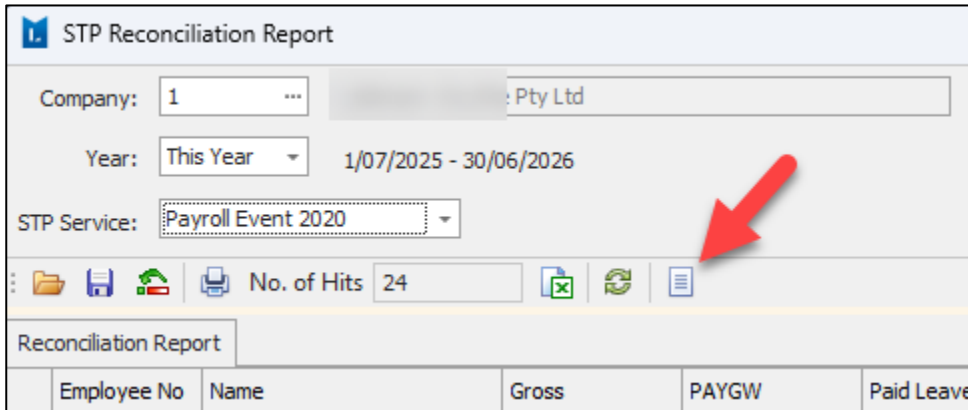 STP Reconciliation Report
Company: 1 ... Pty Ltd
Year: This Year 1/07/2025 - 30/06/2026
STP Service: Payroll Event 2020
No. of Hits 24
Reconciliation Report
Employee No Name Gross PAYGW Paid Leave